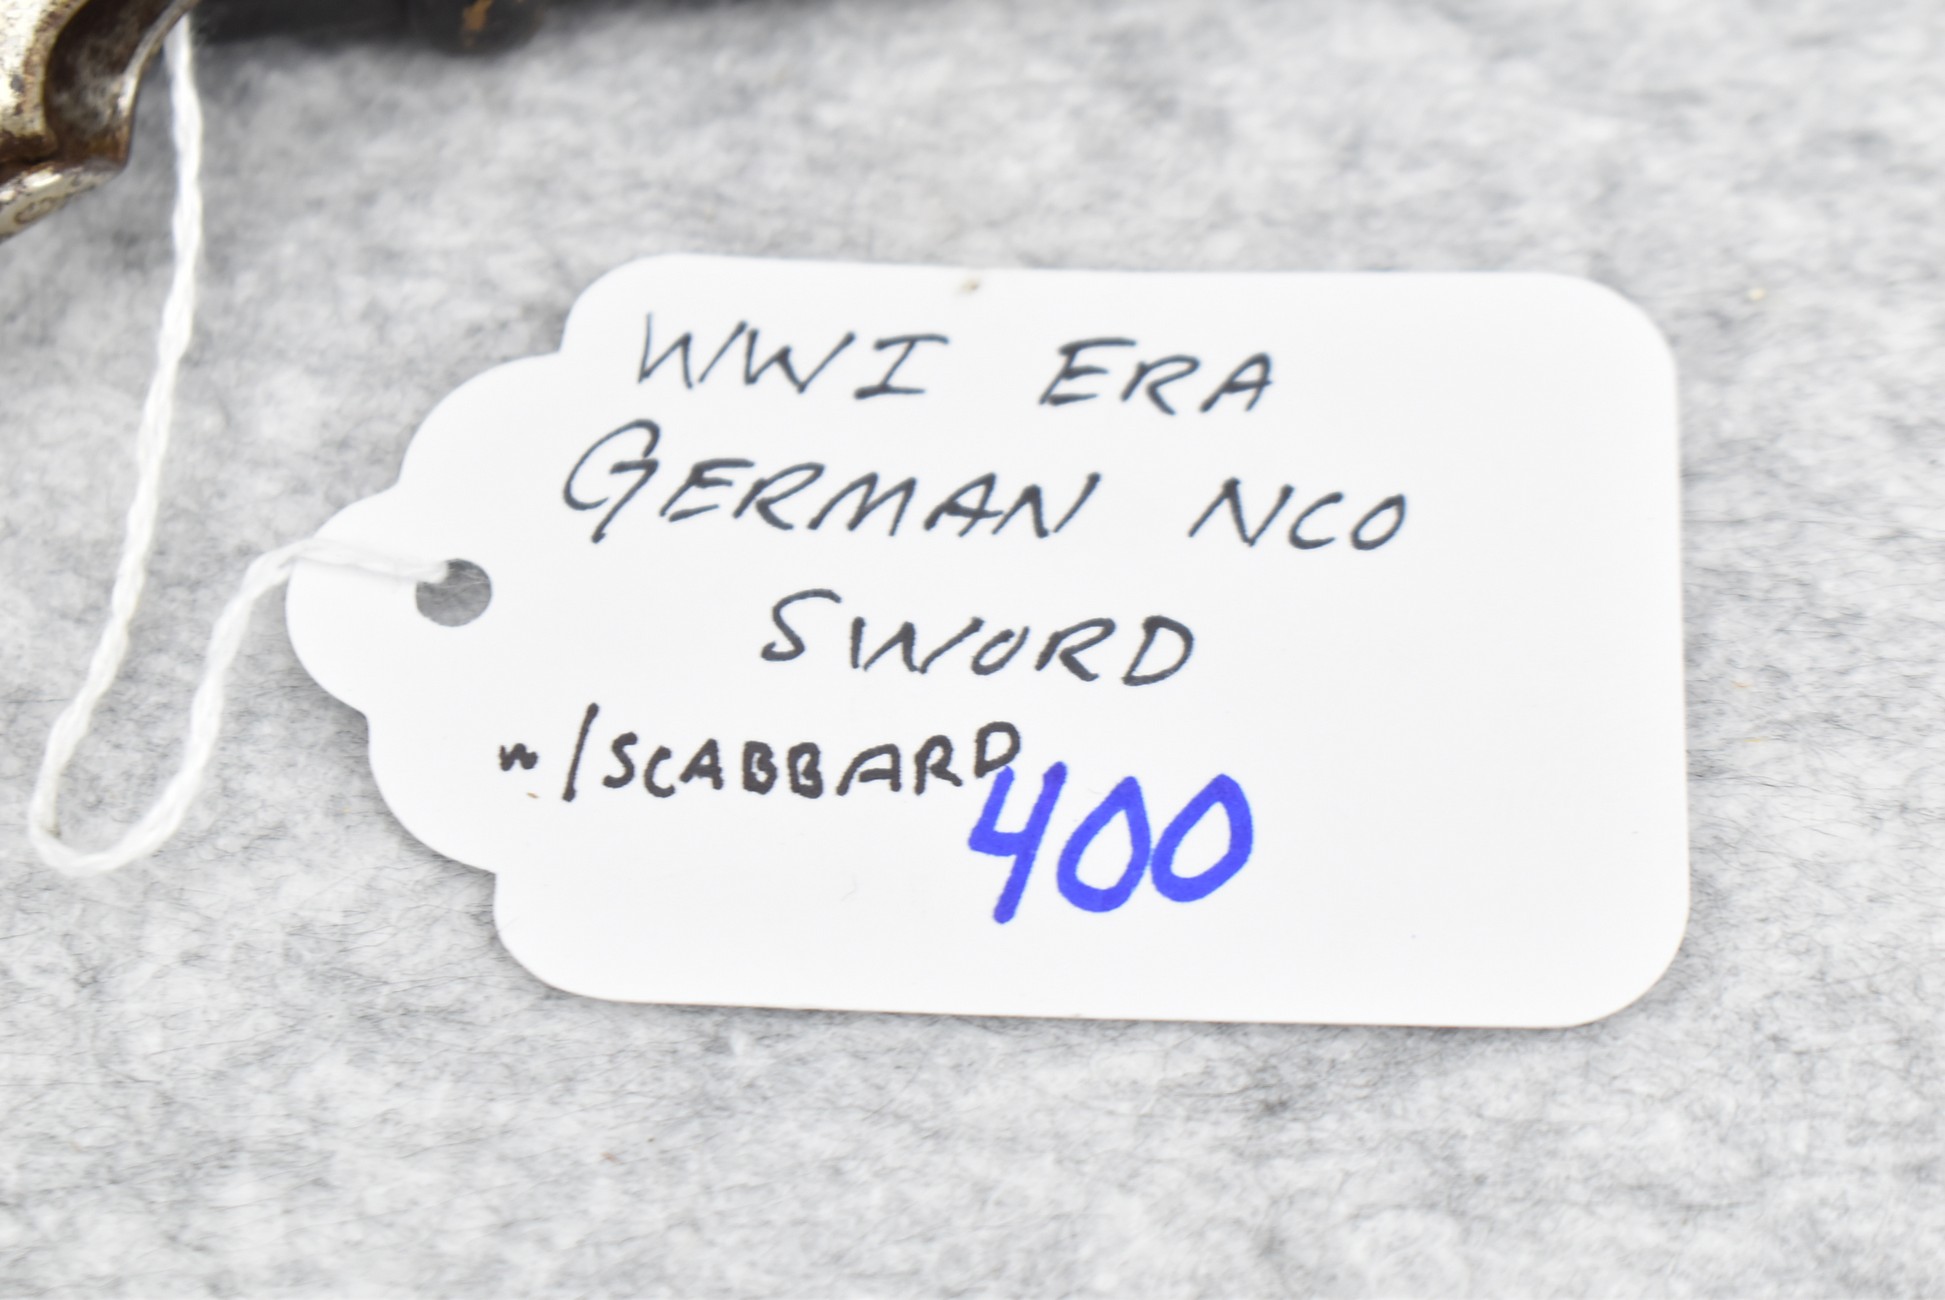 WWI ERA
GERMAN NCO
SWORD
w/SCABBARD
400